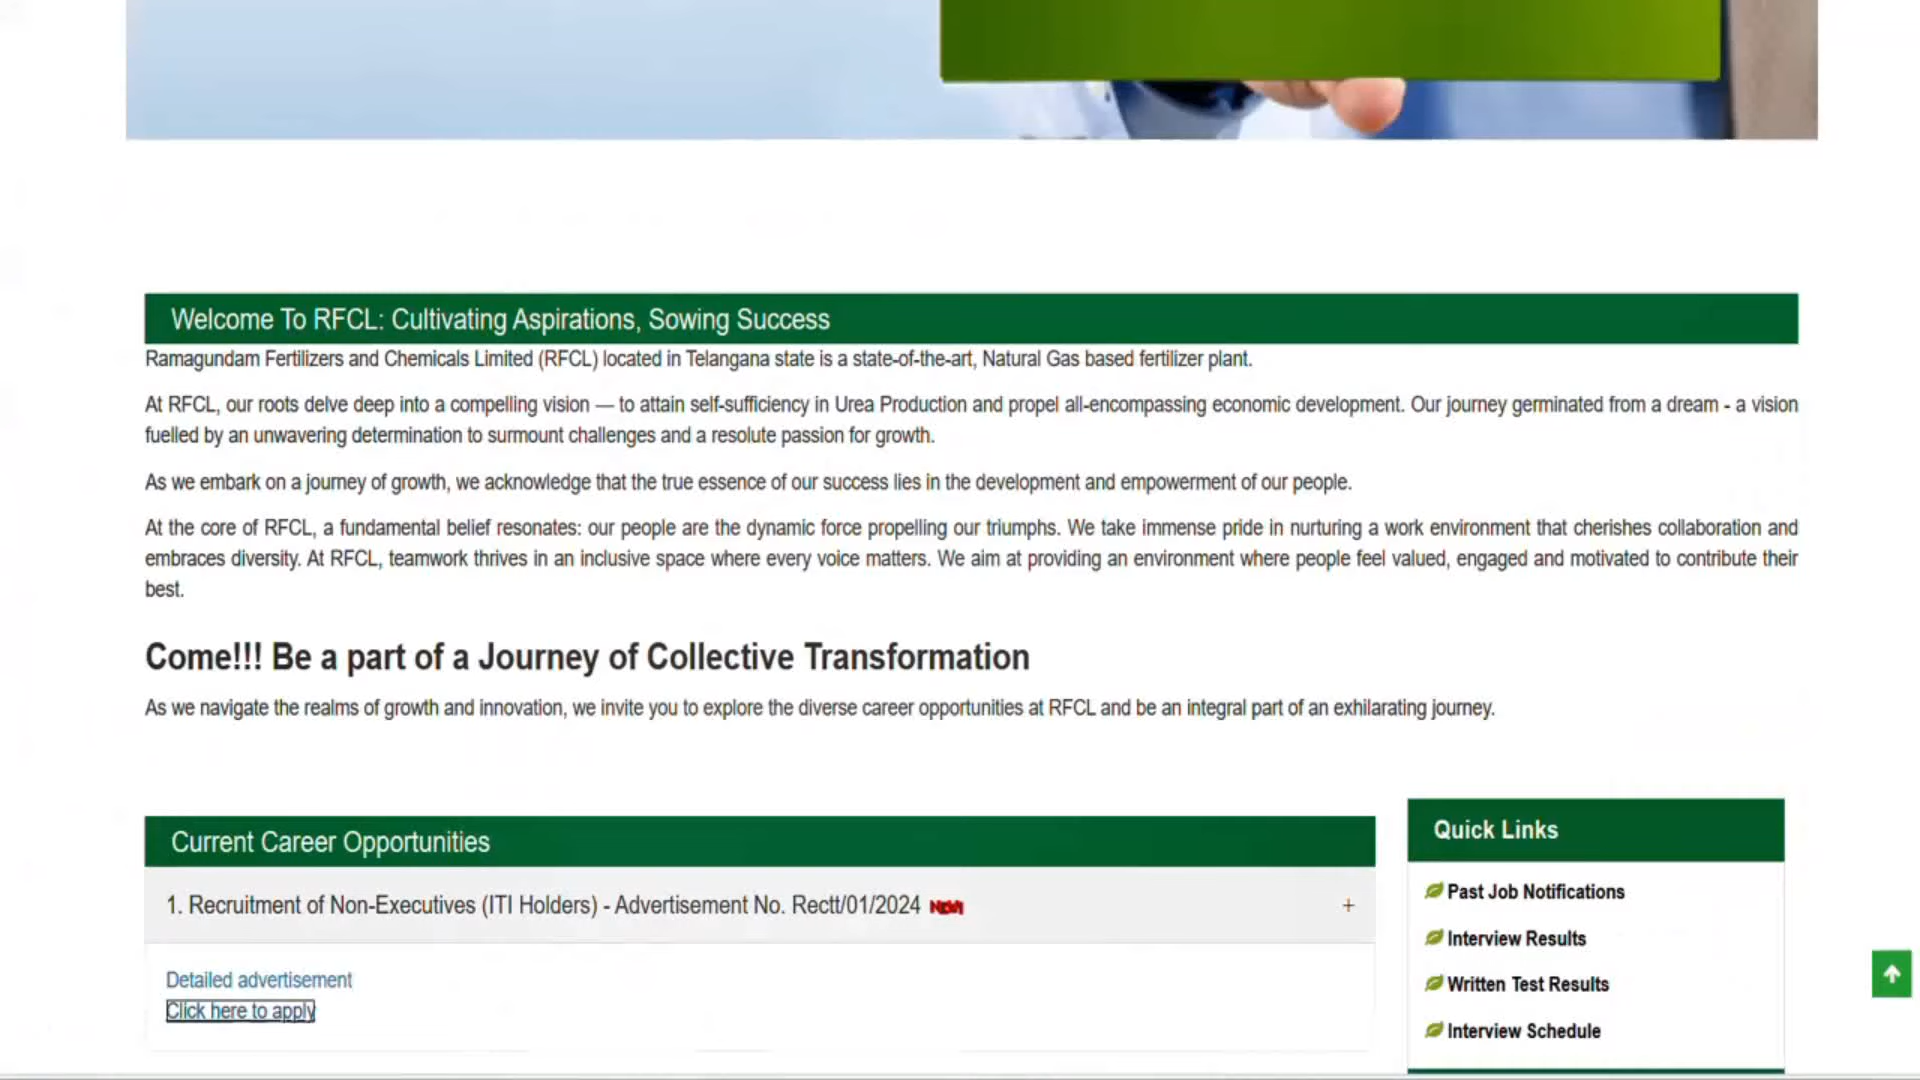 Welcome To RFCL: Cultivating Aspirations, Sowing Success
Ramagundam Fertilizers and Chemicals Limited (RFCL) located in Telangana state is a state-of-the-art, Natural Gas based fertilizer plant.
At RFCL, our roots delve deep into a compelling vision — to attain self-sufficiency in Urea Production and propel all-encompassing economic development. Our journey germinated from a dream - a vision
fuelled by an unwavering determination to surmount challenges and a resolute passion for growth.
As we embark on a journey of growth, we acknowledge that the true essence of our success lies in the development and empowerment of our people.
At the core of RFCL, a fundamental belief resonates: our people are the dynamic force propelling our triumphs. We take immense pride in nurturing a work environment that cherishes collaboration and
embraces diversity. At RFCL, teamwork thrives in an inclusive space where every voice matters. We aim at providing an environment where people feel valued, engaged and motivated to contribute their
best.
Come!!! Be a part of a Journey of Collective Transformation
As we navigate the realms of growth and innovation, we invite you to explore the diverse career opportunities at RFCL and be an integral part of an exhilarating journey.
Current Career Opportunities
1. Recruitment of Non-Executives (ITI Holders) - Advertisement No. Rectt/01/2024 NEW! +
Detailed advertisement
Click here to apply
Quick Links
Past Job Notifications
Interview Results
Written Test Results
Interview Schedule